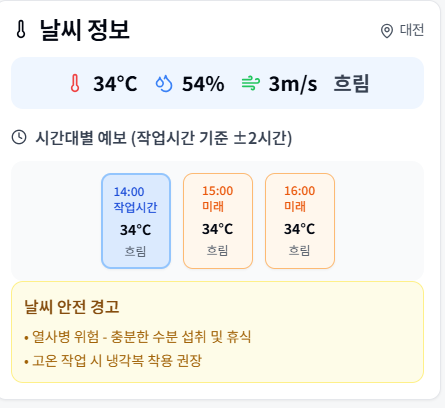 날씨 정보
대전
34°C 54% 3m/s 흐림
시간대별 예보 (작업시간 기준 ±2시간)
14:00
작업시간
34°C
흐림
15:00
미래
34°C
흐림
16:00
미래
34°C
흐림
날씨 안전 경고
• 열사병 위험 - 충분한 수분 섭취 및 휴식
• 고온 작업 시 냉각복 착용 권장